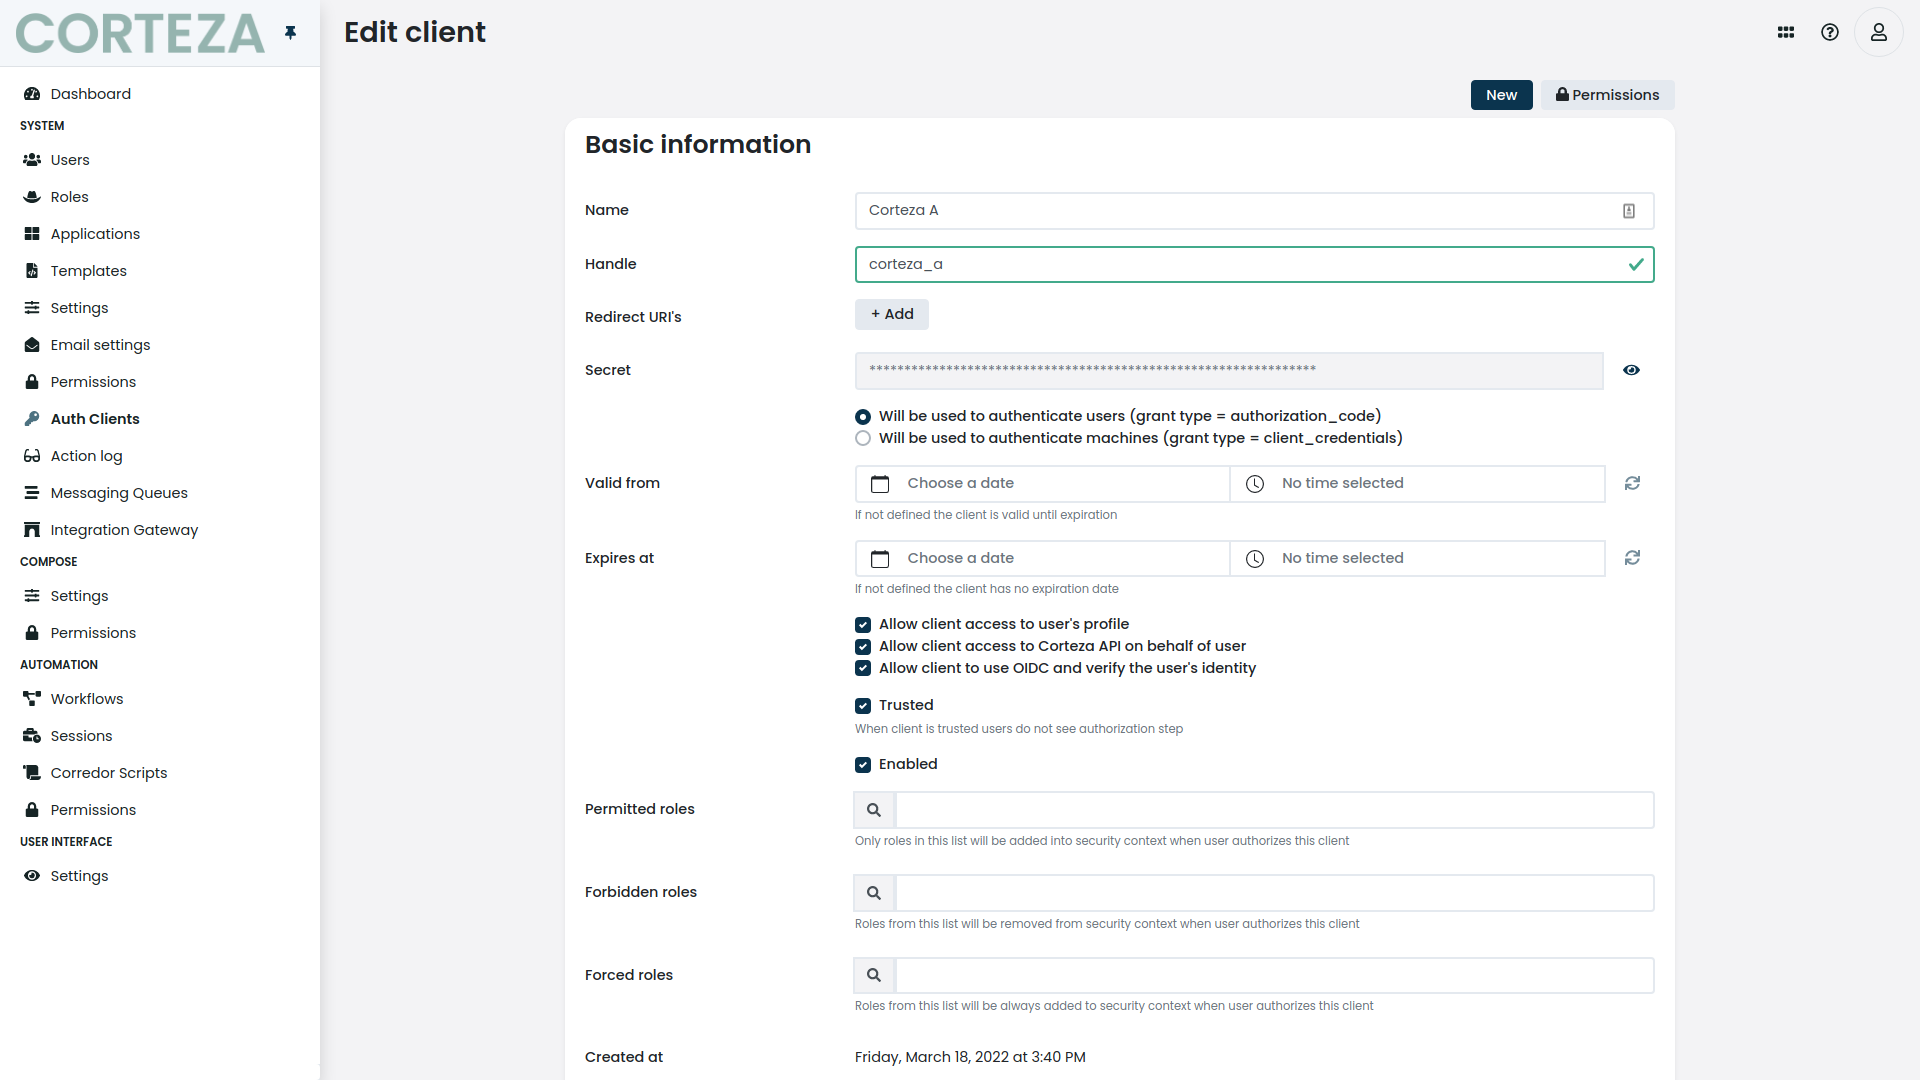 CORTEZA
Edit client
Dashboard
SYSTEM
Users
Roles
Applications
Templates
Settings
Email settings
Permissions
Auth Clients
Action log
Messaging Queues
Integration Gateway
COMPOSE
Settings
Permissions
AUTOMATION
Workflows
Sessions
Corredor Scripts
Permissions
USER INTERFACE
Settings
New
Permissions
Basic information
Name
Corteza A
Handle
corteza_a
Redirect URI's
+ Add
Secret
****************************************************************
Will be used to authenticate users (grant type = authorization_code)
Will be used to authenticate machines (grant type = client_credentials)
Valid from
Choose a date
No time selected
If not defined the client is valid until expiration
Expires at
Choose a date
No time selected
If not defined the client has no expiration date
Allow client access to user's profile
Allow client access to Corteza API on behalf of user
Allow client to use OIDC and verify the user's identity
Trusted
When client is trusted users do not see authorization step
Enabled
Permitted roles
Only roles in this list will be added into security context when user authorizes this client
Forbidden roles
Roles from this list will be removed from security context when user authorizes this client
Forced roles
Roles from this list will be always added to security context when user authorizes this client
Created at
Friday, March 18, 2022 at 3:40 PM